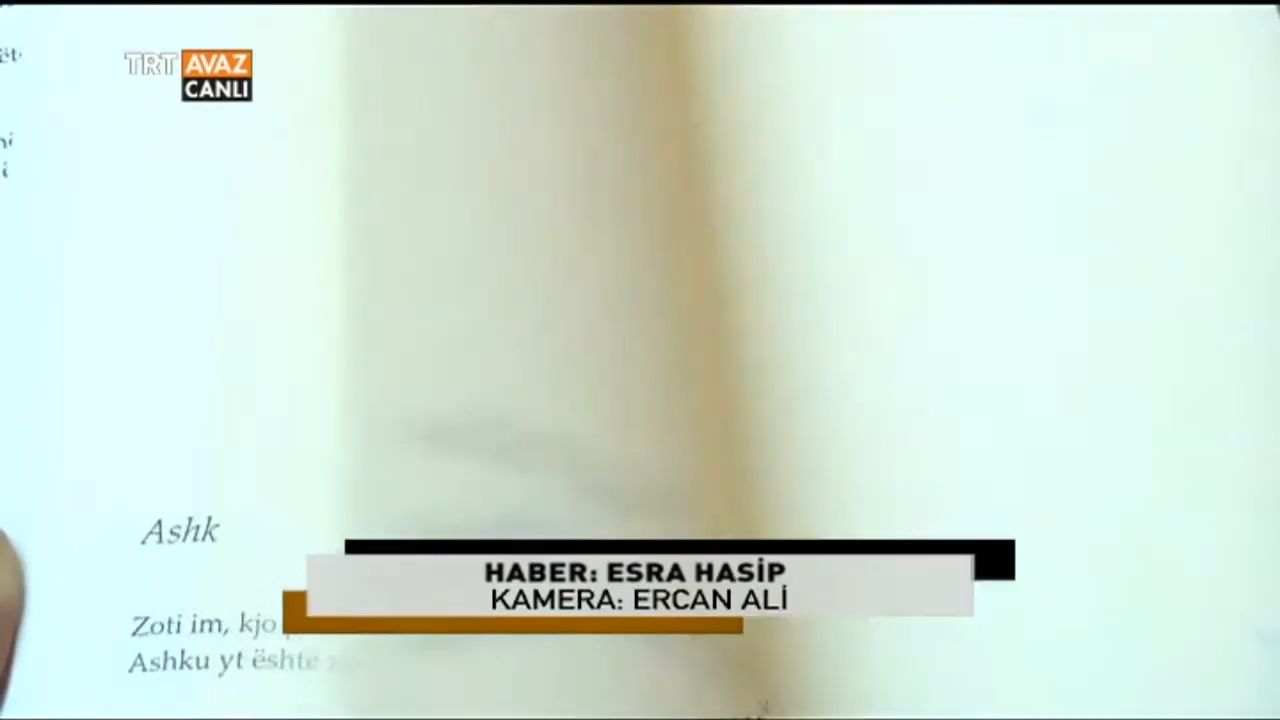 TRT AVAZ
CANLI
Ashk
HABER: ESRA HASİP
KAMERA: ERCAN ALİ
Zoti im, kjo
Ashku yt është